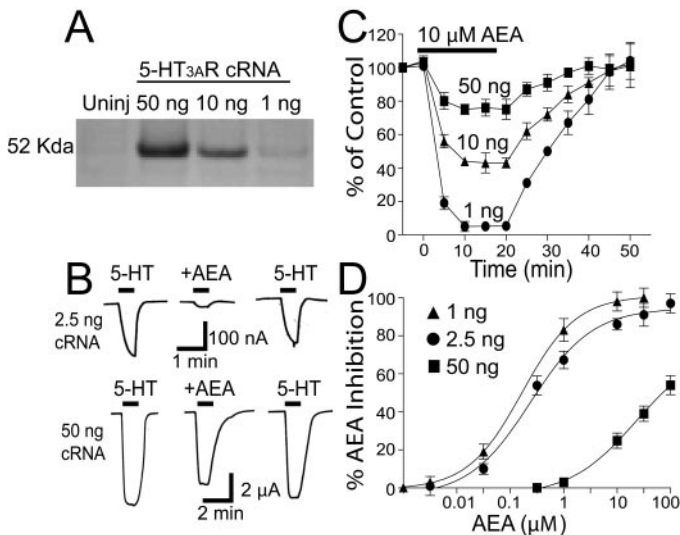 A
5-HT3AR cRNA
Uninj 50 ng 10 ng 1 ng
52 Kda
B
5-HT +AEA 5-HT
2.5 ng
cRNA
100 nA
1 min
5-HT +AEA 5-HT
50 ng
cRNA
2 µA
2 min
C
10 µM AEA
% of Control
120
100
80
60
40
20
0
50 ng
10 ng
1 ng
0 10 20 30 40 50
Time (min)
D
% AEA Inhibition
100
80
60
40
20
0
1 ng
2.5 ng
50 ng
0.01 0.1 1 10 100
AEA (µM)